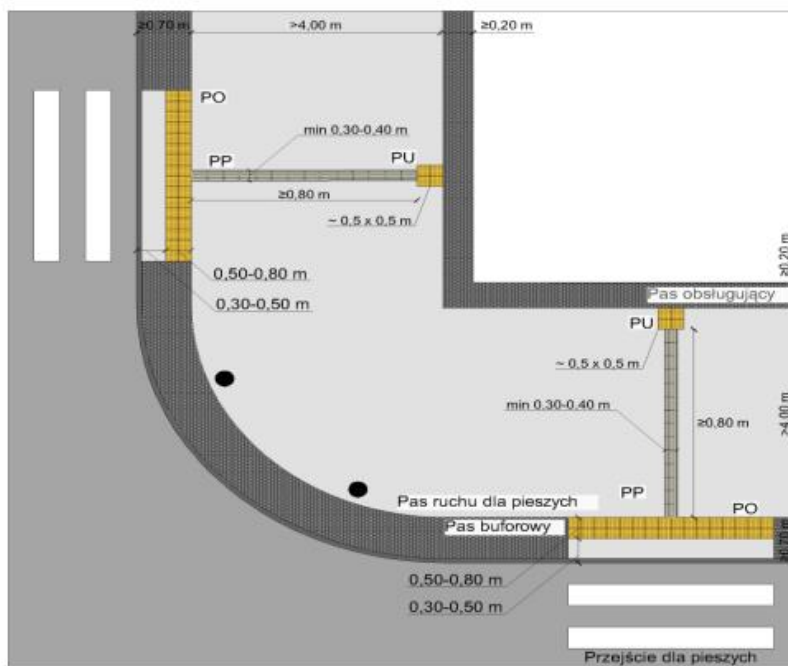 ≥0,70 m
>4,00 m
≥0,20 m
PO
min 0,30-0,40 m
PP
PU
≥0,80 m
~ 0,5 x 0,5 m
0,50-0,80 m
0,30-0,50 m
≥0,20 m
Pas obsługujący
PU
~ 0,5 x 0,5 m
min 0.30-0.40 m
≥0,80 m
>4,00 m
PP
PO
Pas ruchu dla pieszych
Pas buforowy
≥0,70 m
0,50-0,80 m
0,30-0,50 m
Przejście dla pieszych